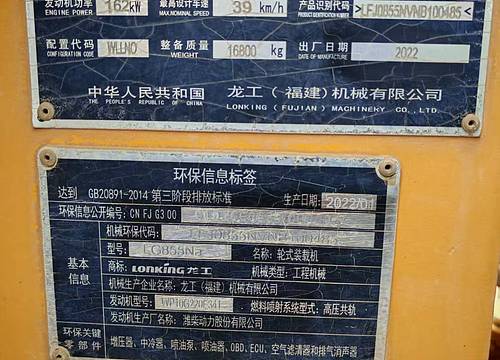 发动机功率 ENGINE POWER 162kW 最高设计车速 MAX.NOMINAL SPEED 39 km/h 产品识别代码 PRODUCT IDENTIFICATION NUMBER LFJ0855NVNB100485
配置代码 CONFIGURATION CODE 整备质量 WEIGHT 16800 kg 出厂日期 DATE OF MANUFACTURE 2022
中华人民共和国 龙工(福建)机械有限公司
THE PEOPLE'S REPUBLIC OF CHINA LONKING (FUJIAN) MACHINERY CO.,LTD.
环保信息标签
达到 GB20891-2014 第三阶段排放标准 生产日期: 2022/01
环保信息公开编号: CN FJ G3 00
机械环保代码:
型号: 名称: 轮式装载机
基本信息
商标: LONKING 龙工 机械类型: 工程机械
机械生产企业名称: 龙工(福建)机械有限公司
发动机型号: WP10G220E341 燃料喷射系统型式: 高压共轨
发动机生产厂名称: 潍柴动力股份有限公司
环保关键零部件
增压器、中冷器、喷油泵、喷油器、OBD、ECU、空气滤清器和排气消声器